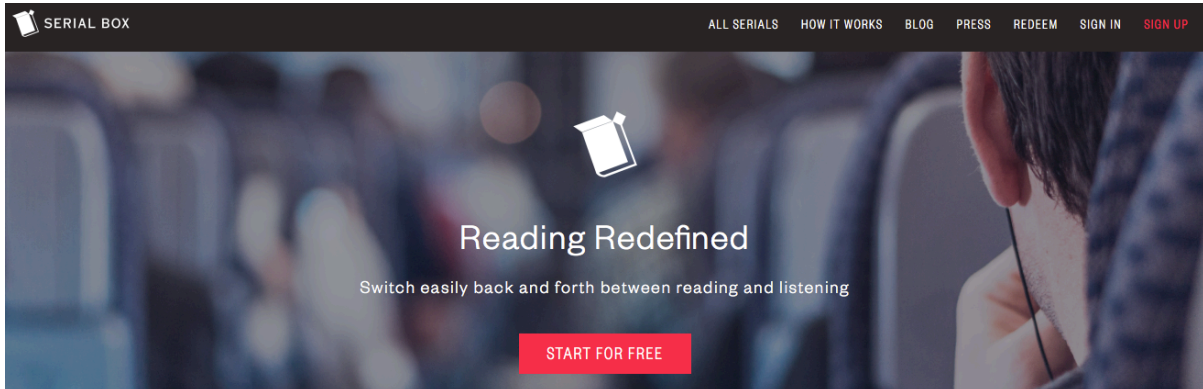 SERIAL BOX
ALL SERIALS HOW IT WORKS BLOG PRESS REDEEM SIGN IN SIGN UP
Reading Redefined
Switch easily back and forth between reading and listening
START FOR FREE